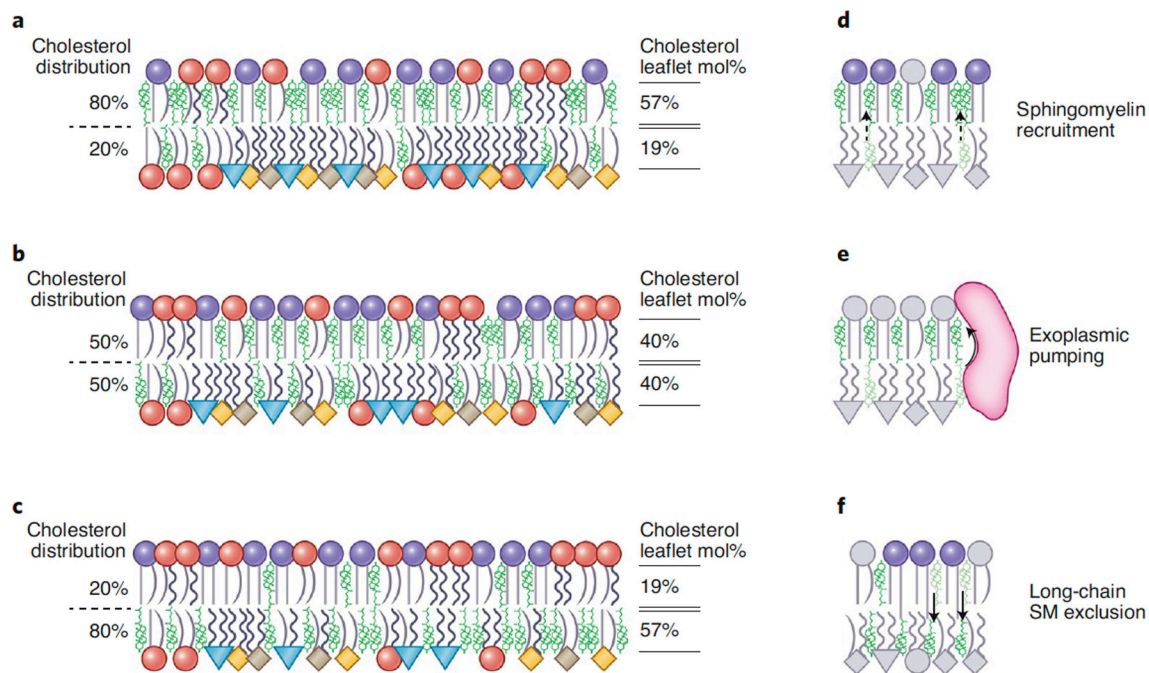 a
Cholesterol
distribution
80%
20%
Cholesterol
leaflet mol%
57%
19%
d
Sphingomyelin
recruitment
b
Cholesterol
distribution
50%
50%
Cholesterol
leaflet mol%
40%
40%
e
Exoplasmic
pumping
c
Cholesterol
distribution
20%
80%
Cholesterol
leaflet mol%
19%
57%
f
Long-chain
SM exclusion